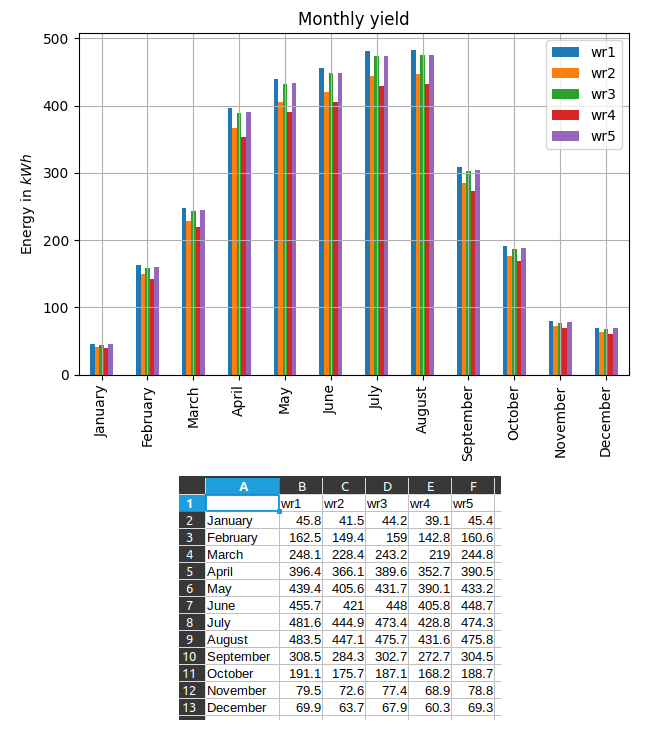 Monthly yield
500
400
300
200
100
0
Energy in kWh
wr1
wr2
wr3
wr4
wr5
January
February
March
April
May
June
July
August
September
October
November
December
A B C D E F
1 wr1 wr2 wr3 wr4 wr5
2 January 45.8 41.5 44.2 39.1 45.4
3 February 162.5 149.4 159 142.8 160.6
4 March 248.1 228.4 243.2 219 244.8
5 April 396.4 366.1 389.6 352.7 390.5
6 May 439.4 405.6 431.7 390.1 433.2
7 June 455.7 421 448 405.8 448.7
8 July 481.6 444.9 473.4 428.8 474.3
9 August 483.5 447.1 475.7 431.6 475.8
10 September 308.5 284.3 302.7 272.7 304.5
11 October 191.1 175.7 187.1 168.2 188.7
12 November 79.5 72.6 77.4 68.9 78.8
13 December 69.9 63.7 67.9 60.3 69.3